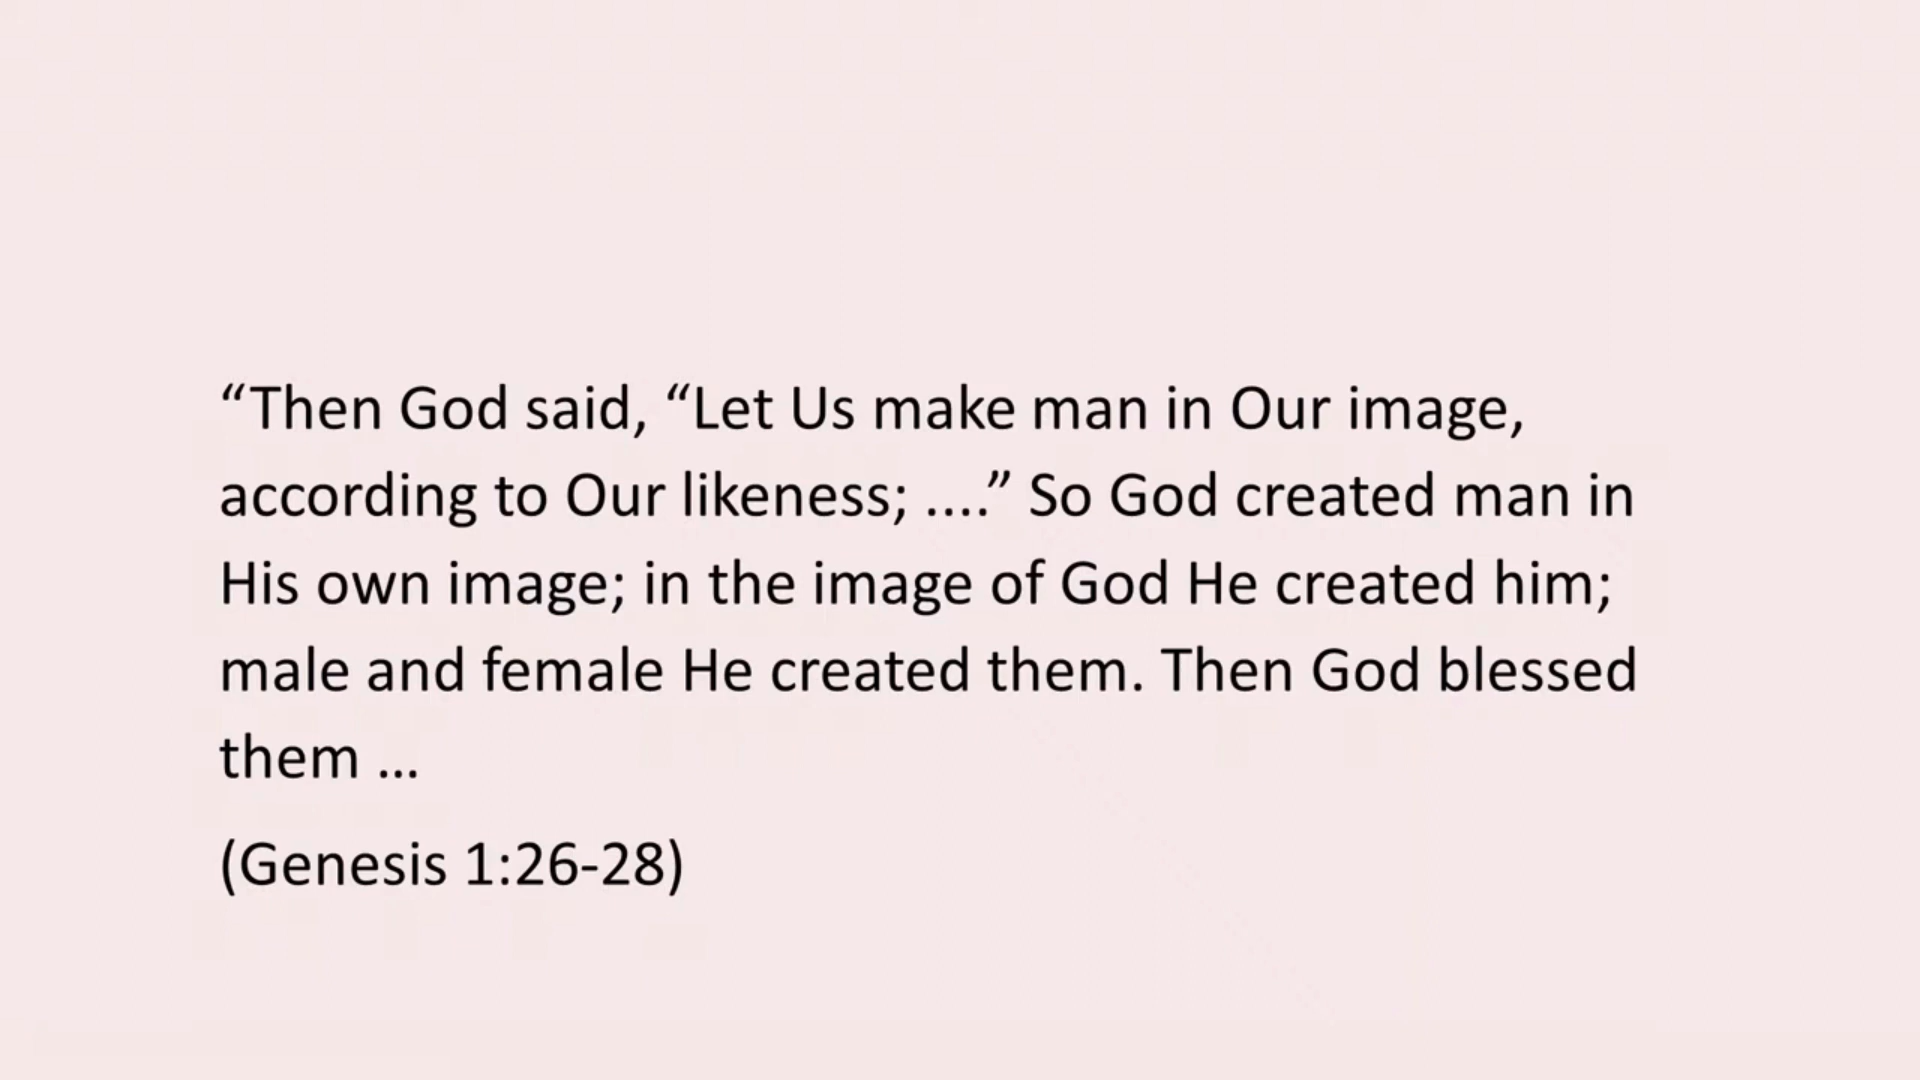 “Then God said, “Let Us make man in Our image,
according to Our likeness; ....” So God created man in
His own image; in the image of God He created him;
male and female He created them. Then God blessed
them ...
(Genesis 1:26-28)